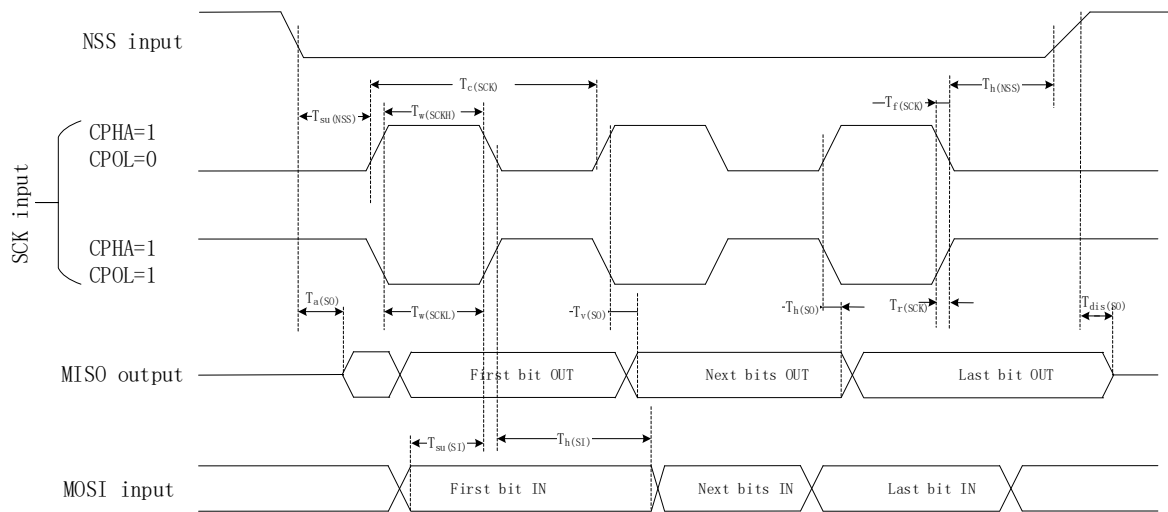 NSS input
Tc(SCK)
Th(NSS)
Tsu(NSS)
Tw(SCKH)
Tf(SCK)
SCK input
CPHA=1
CPOL=0
CPHA=1
CPOL=1
Ta(SO)
Tw(SCKL)
Tv(SO)
Th(SO)
Tr(SCK)
Tdis(SO)
MISO output
First bit OUT
Next bits OUT
Last bit OUT
Tsu(SI)
Th(SI)
MOSI input
First bit IN
Next bits IN
Last bit IN